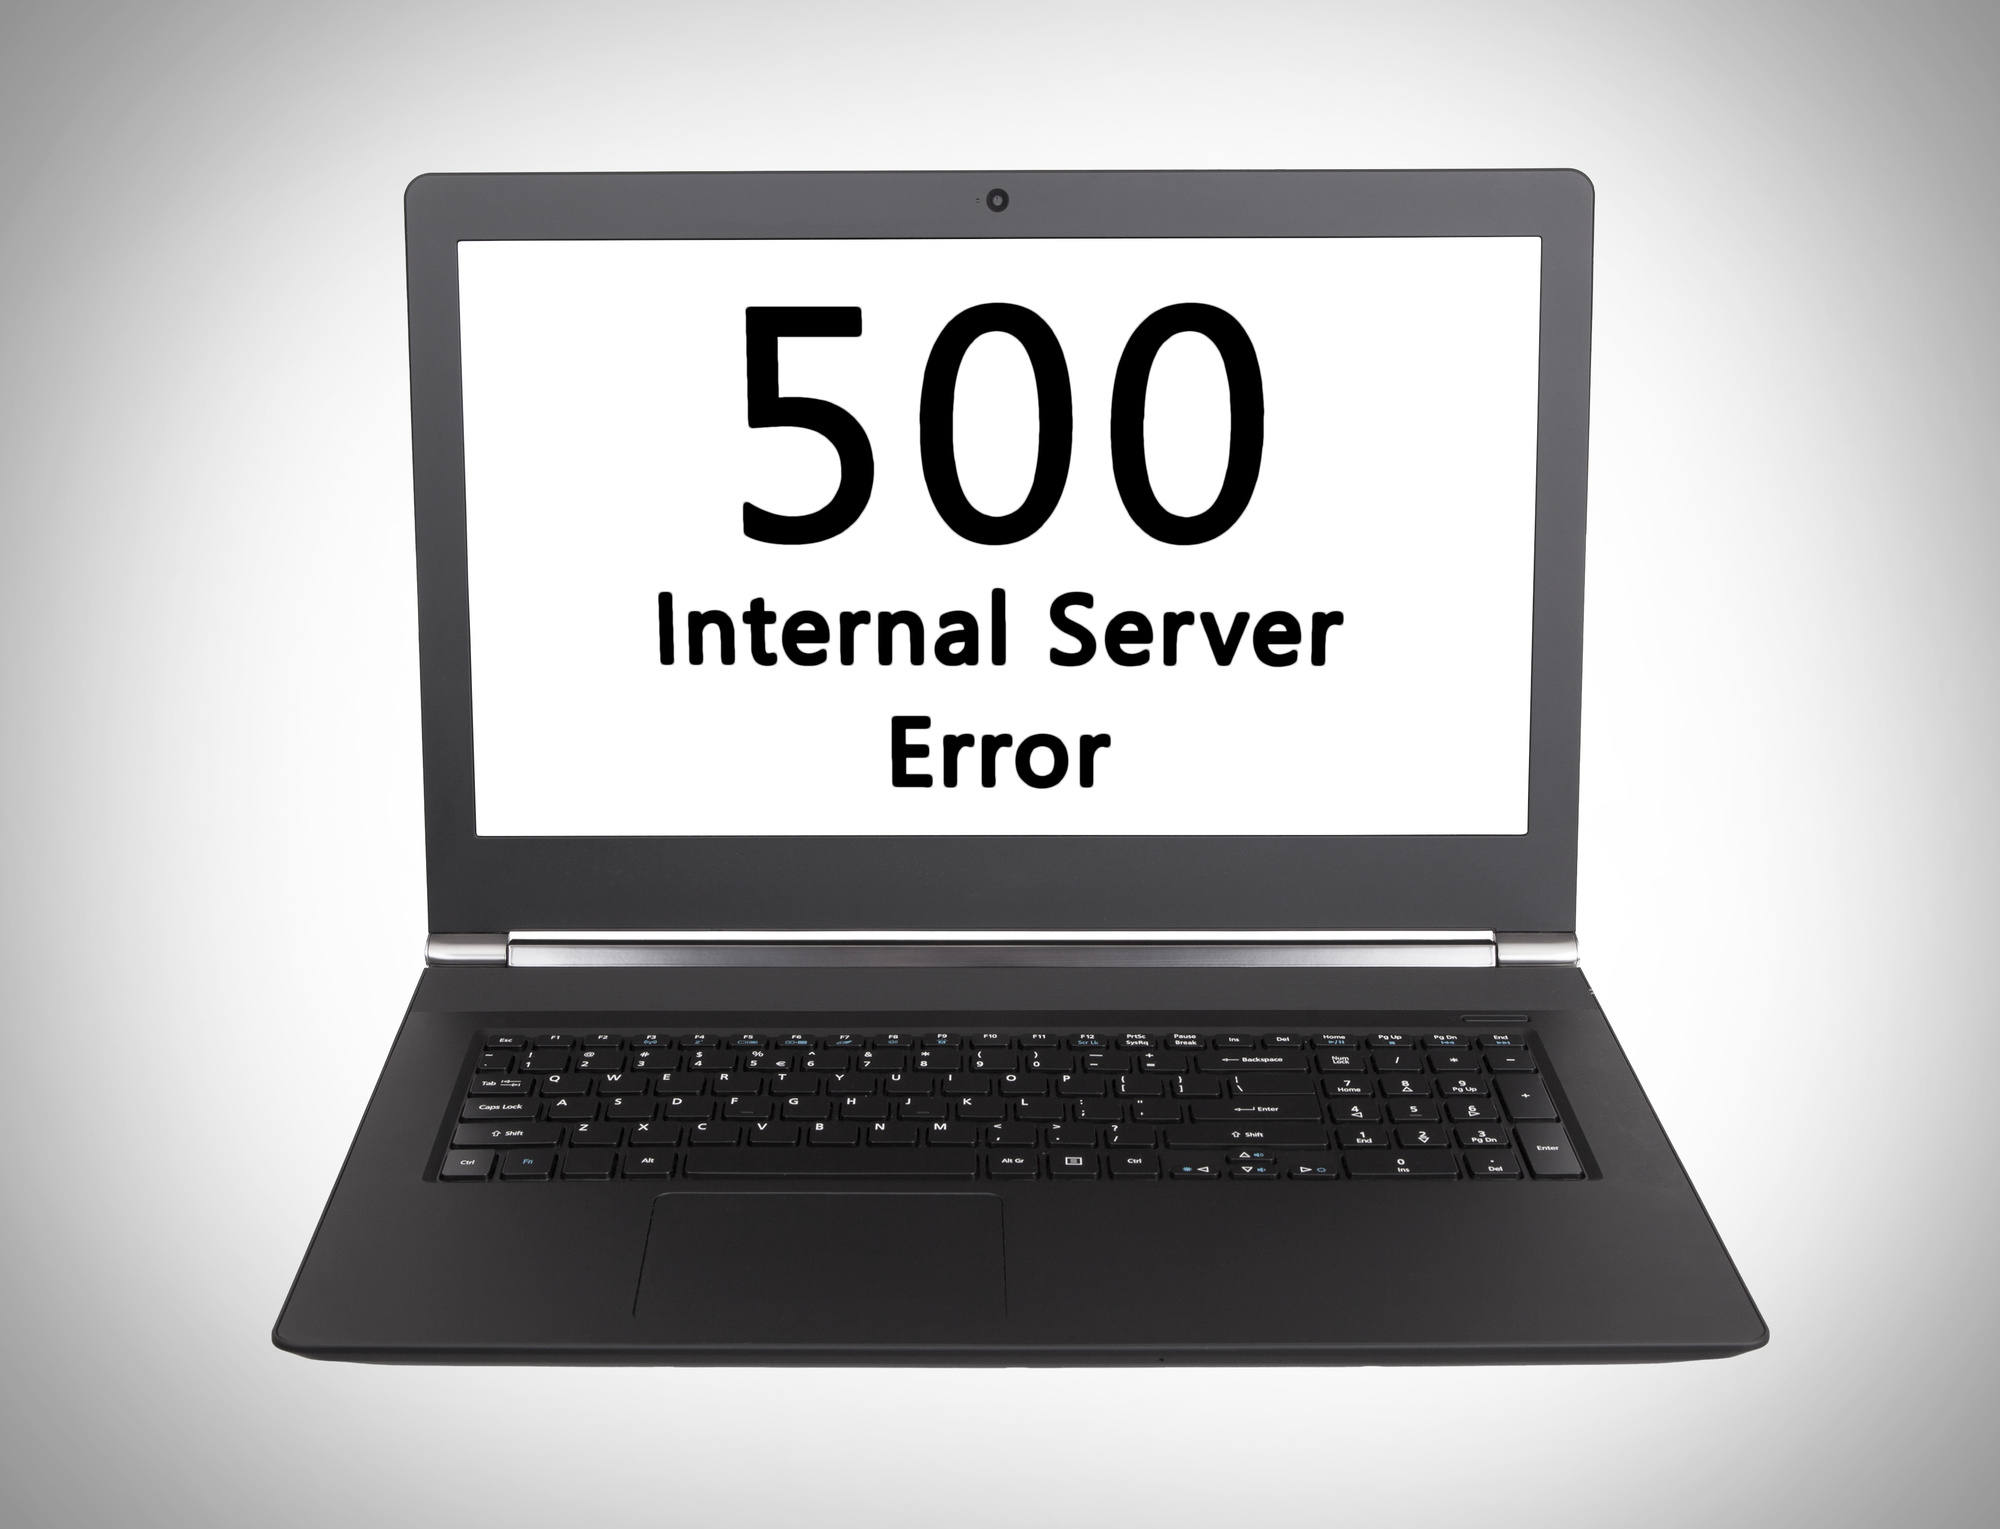 500
Internal Server
Error
Esc F1 F2 F3 F4 F5 F6 F7 F8 F9 F10 F11 F12 PrtSc Pause Ins Del Home Pg Up Pg Dn End
Scr Lk SysRq Break
~ ! @ # $ % ^ & * ( ) — +
1 2 3 4 5 € 6 7 8 9 0 – = Backspace Num Lock / * –
Tab Q W E R T Y U I O P { } | 7 8 9 +
[ ] \ Home Pg Up
Caps Lock A S D F G H J K L : " Enter 4 5 6
; '
Shift Z X C V B N M < > ? Shift 1 2 3 Enter
, . / End Pg Dn
Ctrl Fn Alt Alt Gr Ctrl 0 .
Ins Del